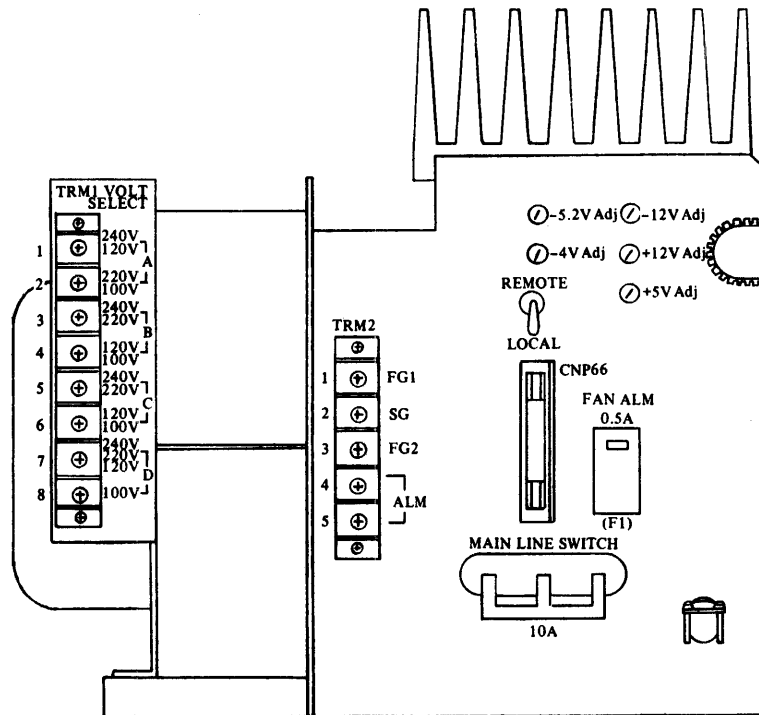 TRM1 VOLT
SELECT
240V
1 120V
A
220V
2 100V
240V
3 220V
B
120V
4 100V
240V
5 220V
C
120V
6 100V
240V
220V
7 120V
D
8 100V
TRM2
1 FG1
2 SG
3 FG2
4
ALM
5
-5.2V Adj -12V Adj
-4V Adj +12V Adj
+5V Adj
REMOTE
LOCAL
CNP66
FAN ALM
0.5A
(F1)
MAIN LINE SWITCH
10A